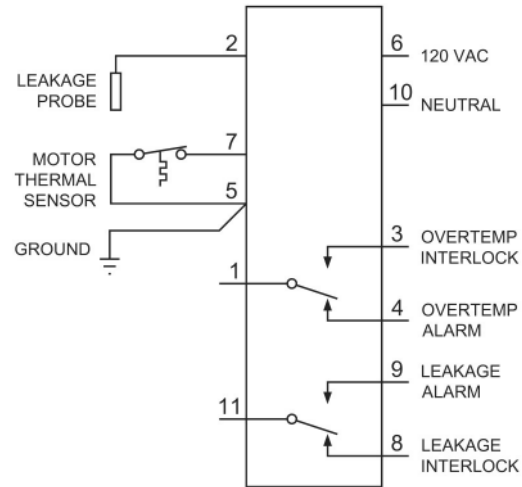 2
LEAKAGE
PROBE
7
MOTOR
THERMAL
SENSOR
5
GROUND
1
11
6 120 VAC
10 NEUTRAL
3 OVERTEMP
INTERLOCK
4 OVERTEMP
ALARM
9 LEAKAGE
ALARM
8 LEAKAGE
INTERLOCK